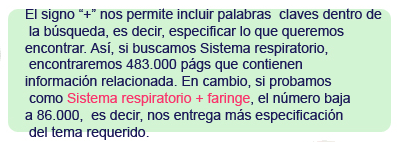 El signo “+” nos permite incluir palabras claves dentro de
la búsqueda, es decir, especificar lo que queremos
encontrar. Así, si buscamos Sistema respiratorio,
encontraremos 483.000 págs que contienen
información relacionada. En cambio, si probamos
como Sistema respiratorio + faringe, el número baja
a 86.000, es decir, nos entrega más especificación
del tema requerido.